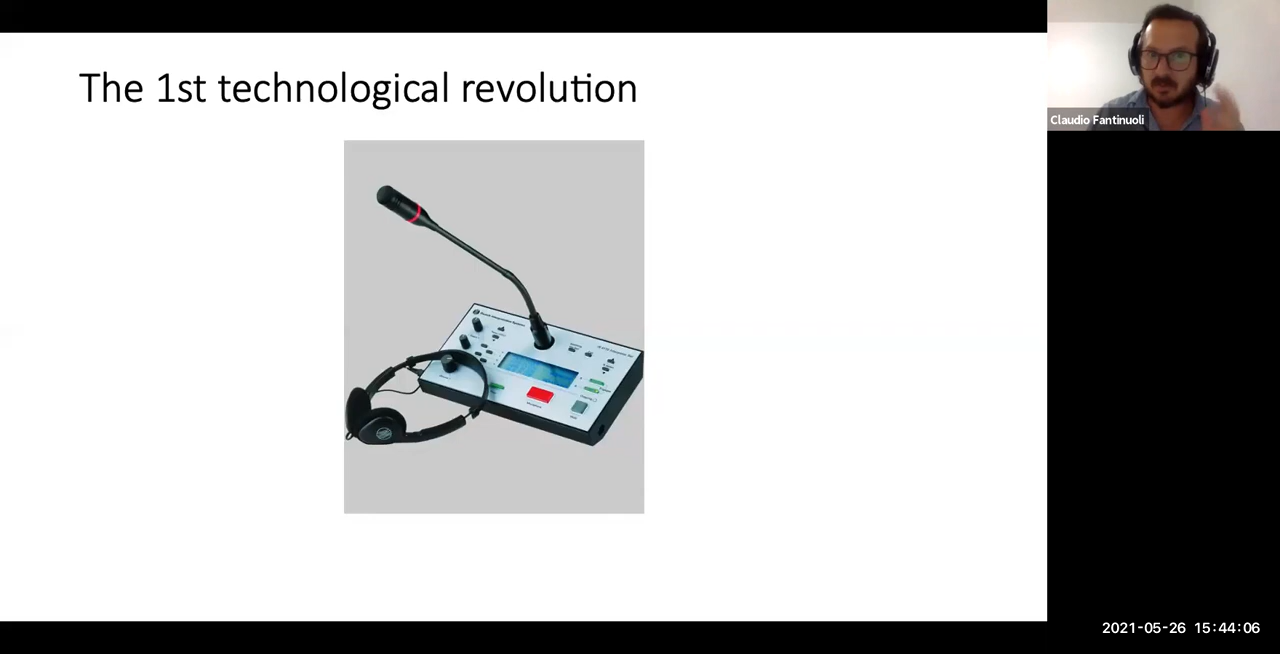 The 1st technological revolution
Claudio Fantinuoli
2021-05-26 15:44:06